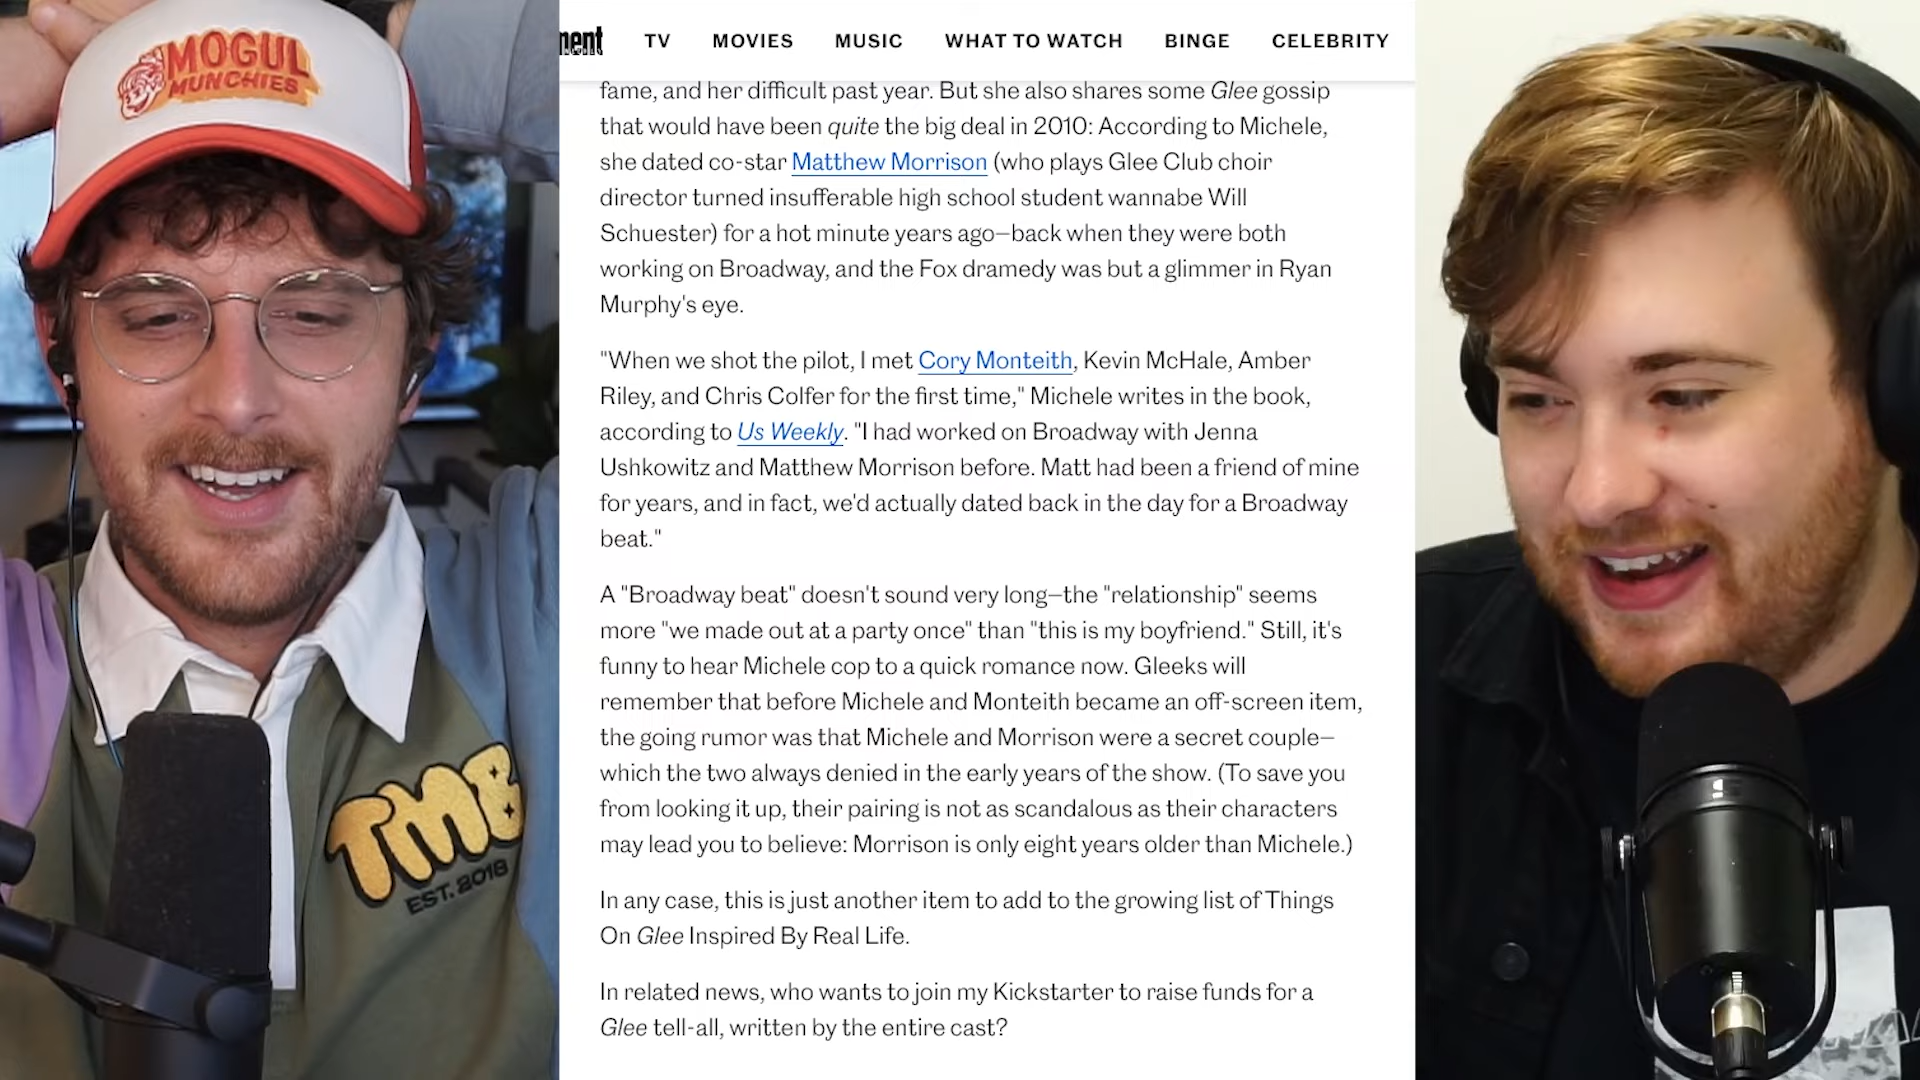 MOGUL
MUNCHIES
TMB
EST. 2018
TV MOVIES MUSIC WHAT TO WATCH BINGE CELEBRITY
fame, and her difficult past year. But she also shares some Glee gossip
that would have been quite the big deal in 2010: According to Michele,
she dated co-star Matthew Morrison (who plays Glee Club choir
director turned insufferable high school student wannabe Will
Schuester) for a hot minute years ago—back when they were both
working on Broadway, and the Fox dramedy was but a glimmer in Ryan
Murphy's eye.
"When we shot the pilot, I met Cory Monteith, Kevin McHale, Amber
Riley, and Chris Colfer for the first time," Michele writes in the book,
according to Us Weekly. "I had worked on Broadway with Jenna
Ushkowitz and Matthew Morrison before. Matt had been a friend of mine
for years, and in fact, we'd actually dated back in the day for a Broadway
beat."
A "Broadway beat" doesn't sound very long—the "relationship" seems
more "we made out at a party once" than "this is my boyfriend." Still, it's
funny to hear Michele cop to a quick romance now. Gleeks will
remember that before Michele and Monteith became an off-screen item,
the going rumor was that Michele and Morrison were a secret couple—
which the two always denied in the early years of the show. (To save you
from looking it up, their pairing is not as scandalous as their characters
may lead you to believe: Morrison is only eight years older than Michele.)
In any case, this is just another item to add to the growing list of Things
On Glee Inspired By Real Life.
In related news, who wants to join my Kickstarter to raise funds for a
Glee tell-all, written by the entire cast?